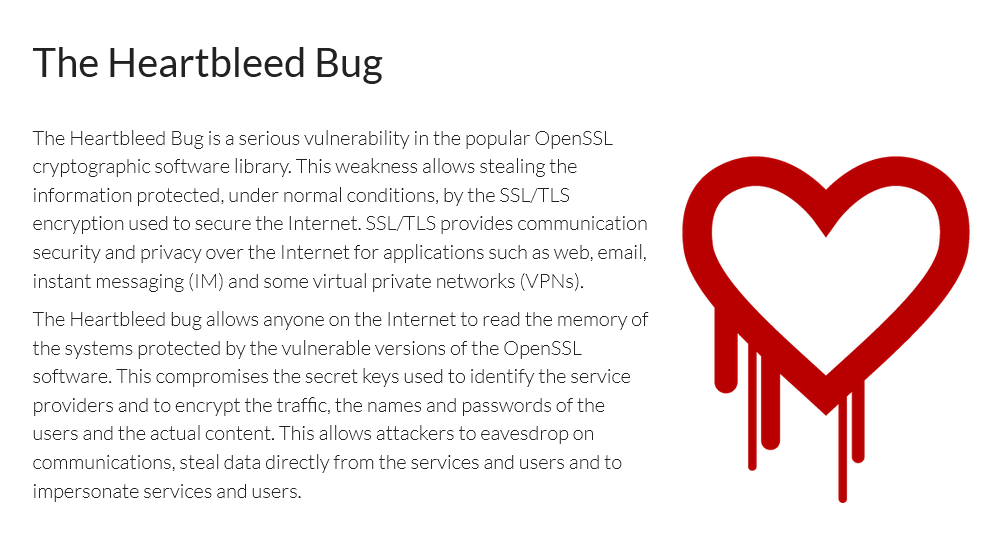 The Heartbleed Bug
The Heartbleed Bug is a serious vulnerability in the popular OpenSSL
cryptographic software library. This weakness allows stealing the
information protected, under normal conditions, by the SSL/TLS
encryption used to secure the Internet. SSL/TLS provides communication
security and privacy over the Internet for applications such as web, email,
instant messaging (IM) and some virtual private networks (VPNs).
The Heartbleed bug allows anyone on the Internet to read the memory of
the systems protected by the vulnerable versions of the OpenSSL
software. This compromises the secret keys used to identify the service
providers and to encrypt the traffic, the names and passwords of the
users and the actual content. This allows attackers to eavesdrop on
communications, steal data directly from the services and users and to
impersonate services and users.